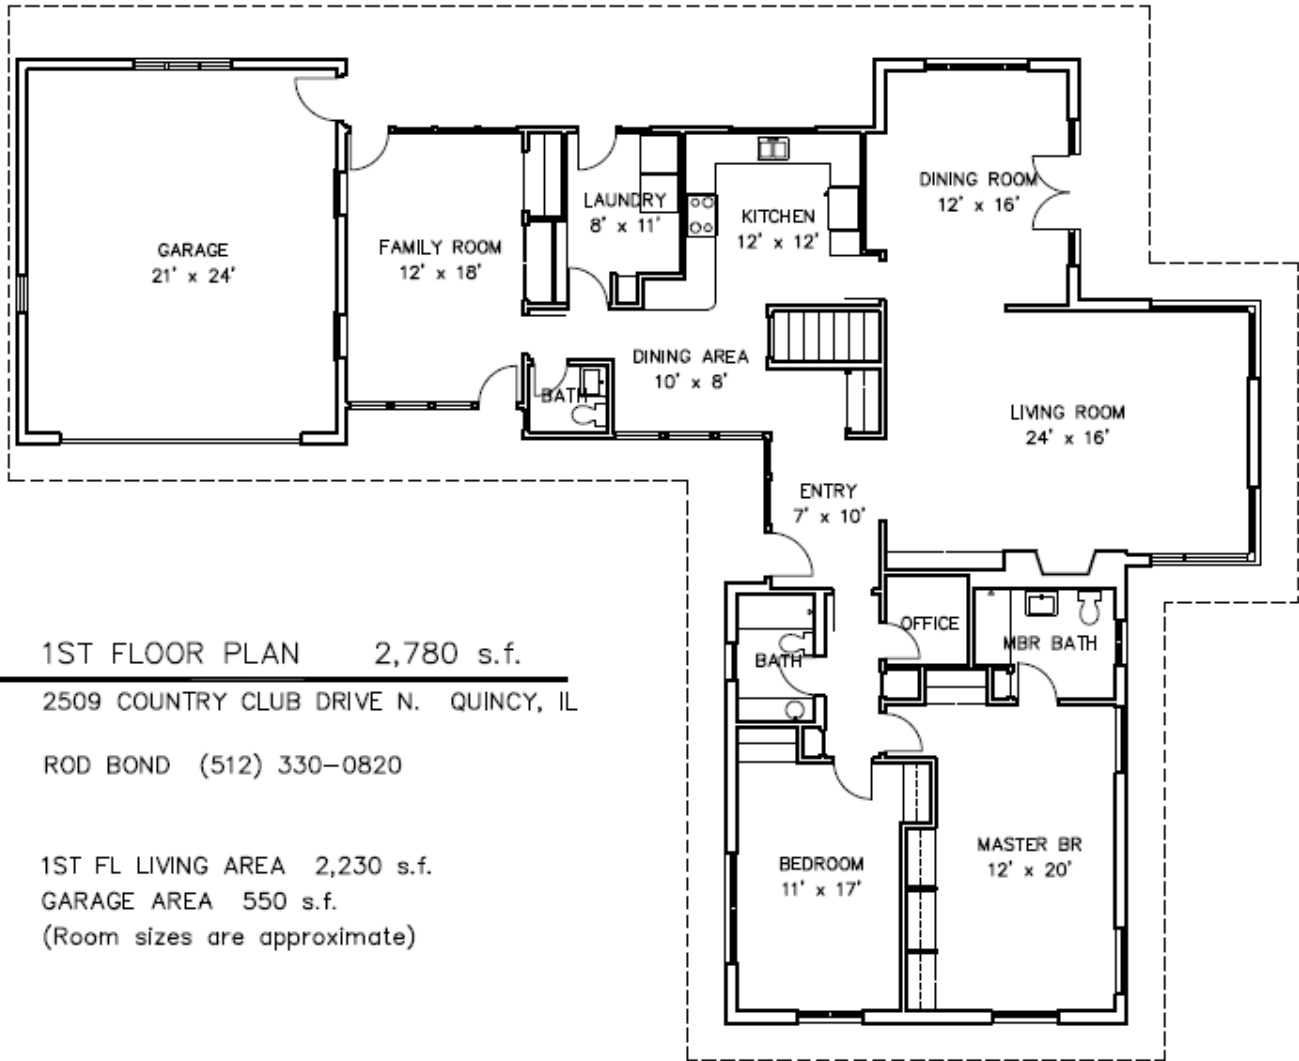 GARAGE
21' x 24'
FAMILY ROOM
12' x 18'
LAUNDRY
8' x 11'
KITCHEN
12' x 12'
DINING ROOM
12' x 16'
DINING AREA
10' x 8'
BATH
LIVING ROOM
24' x 16'
ENTRY
7' x 10'
OFFICE
MBR BATH
BATH
BEDROOM
11' x 17'
MASTER BR
12' x 20'
1ST FLOOR PLAN 2,780 s.f.
2509 COUNTRY CLUB DRIVE N. QUINCY, IL
ROD BOND (512) 330-0820
1ST FL LIVING AREA 2,230 s.f.
GARAGE AREA 550 s.f.
(Room sizes are approximate)